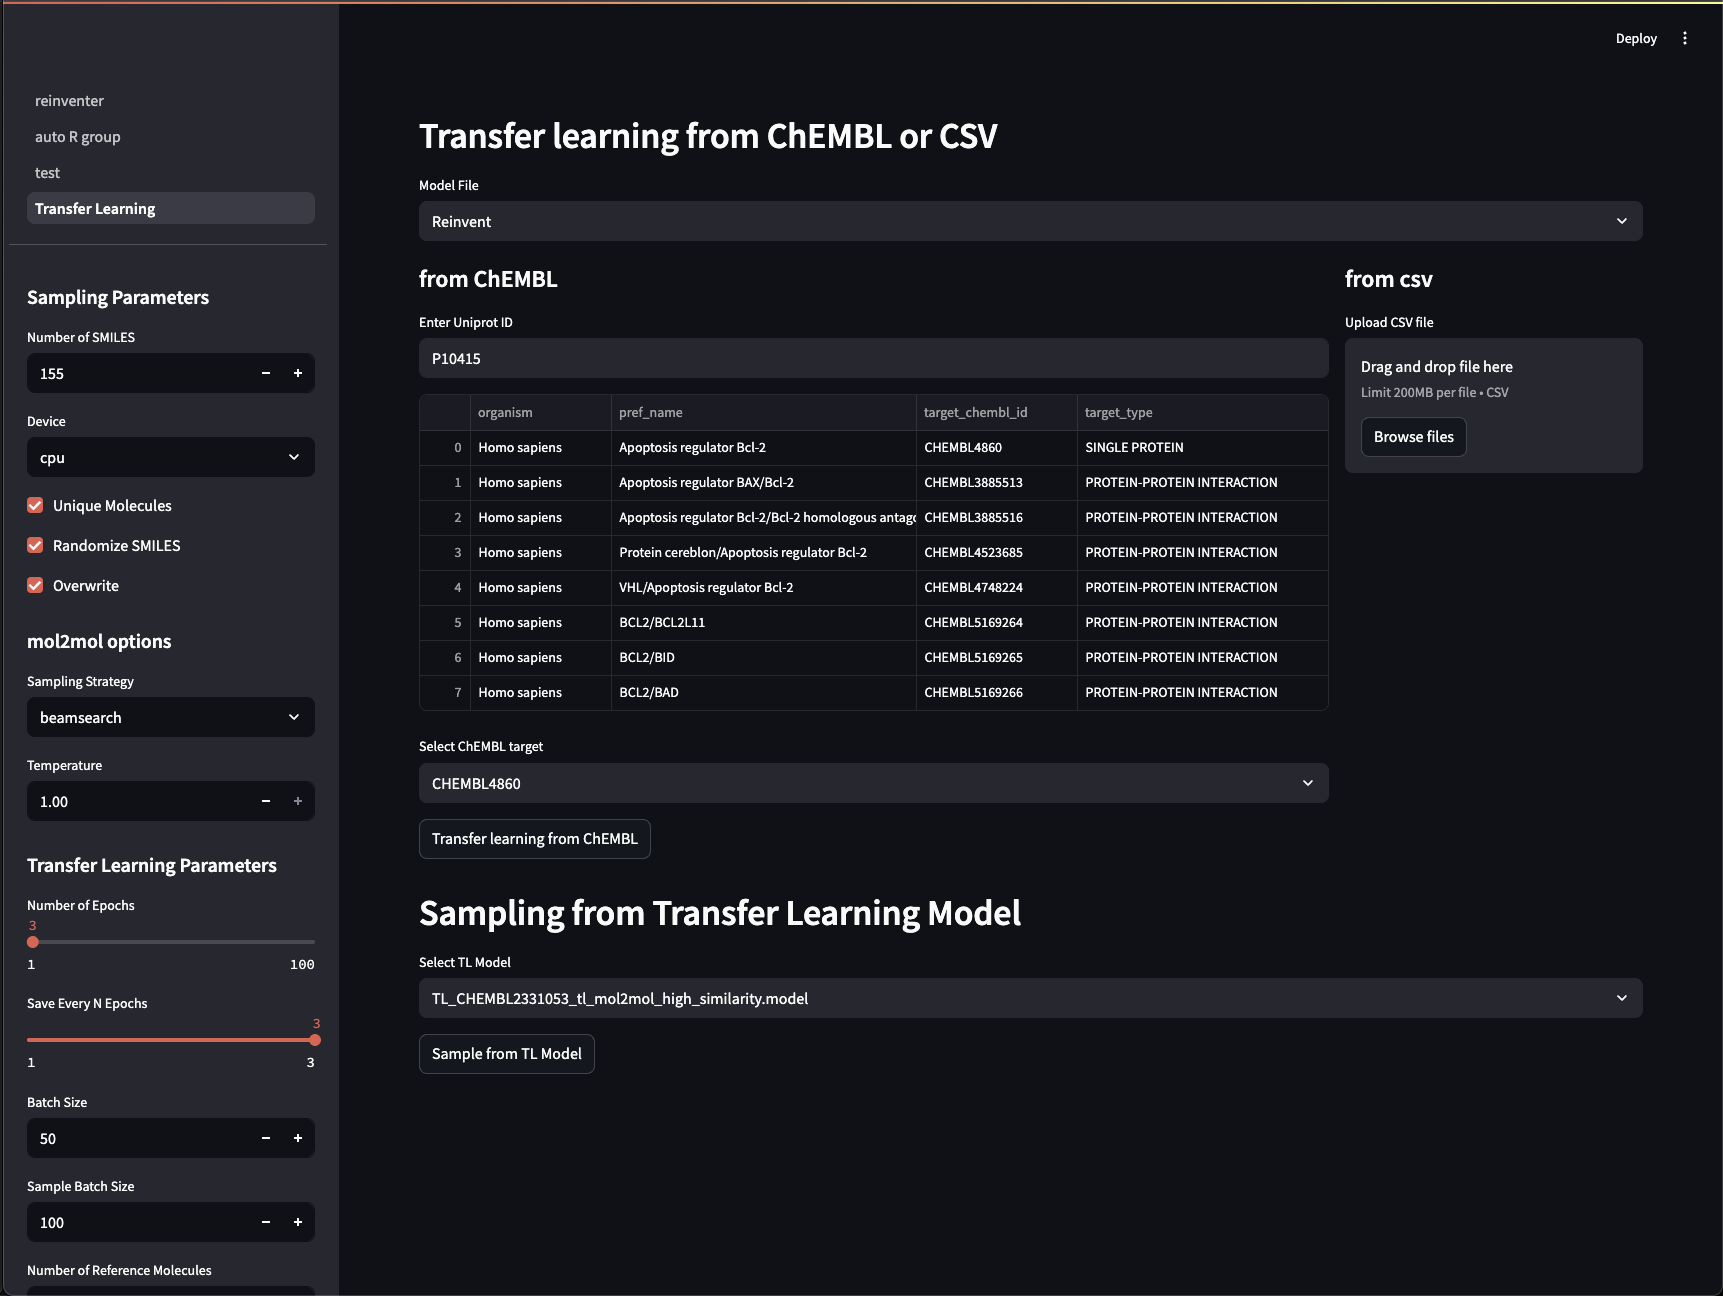 Deploy
reinventer
auto R group
test
Transfer Learning
Sampling Parameters
Number of SMILES
155
Device
cpu
Unique Molecules
Randomize SMILES
Overwrite
mol2mol options
Sampling Strategy
beamsearch
Temperature
1.00
Transfer Learning Parameters
Number of Epochs
3
1 100
Save Every N Epochs
3
1 3
Batch Size
50
Sample Batch Size
100
Number of Reference Molecules
Transfer learning from ChEMBL or CSV
Model File
Reinvent
from ChEMBL
Enter Uniprot ID
P10415
organism pref_name target_chembl_id target_type
0 Homo sapiens Apoptosis regulator Bcl-2 CHEMBL4860 SINGLE PROTEIN
1 Homo sapiens Apoptosis regulator BAX/Bcl-2 CHEMBL3885513 PROTEIN-PROTEIN INTERACTION
2 Homo sapiens Apoptosis regulator Bcl-2/Bcl-2 homologous antago CHEMBL3885516 PROTEIN-PROTEIN INTERACTION
3 Homo sapiens Protein cereblon/Apoptosis regulator Bcl-2 CHEMBL4523685 PROTEIN-PROTEIN INTERACTION
4 Homo sapiens VHL/Apoptosis regulator Bcl-2 CHEMBL4748224 PROTEIN-PROTEIN INTERACTION
5 Homo sapiens BCL2/BCL2L11 CHEMBL5169264 PROTEIN-PROTEIN INTERACTION
6 Homo sapiens BCL2/BID CHEMBL5169265 PROTEIN-PROTEIN INTERACTION
7 Homo sapiens BCL2/BAD CHEMBL5169266 PROTEIN-PROTEIN INTERACTION
Select ChEMBL target
CHEMBL4860
Transfer learning from ChEMBL
from csv
Upload CSV file
Drag and drop file here
Limit 200MB per file • CSV
Browse files
Sampling from Transfer Learning Model
Select TL Model
TL_CHEMBL2331053_tl_mol2mol_high_similarity.model
Sample from TL Model